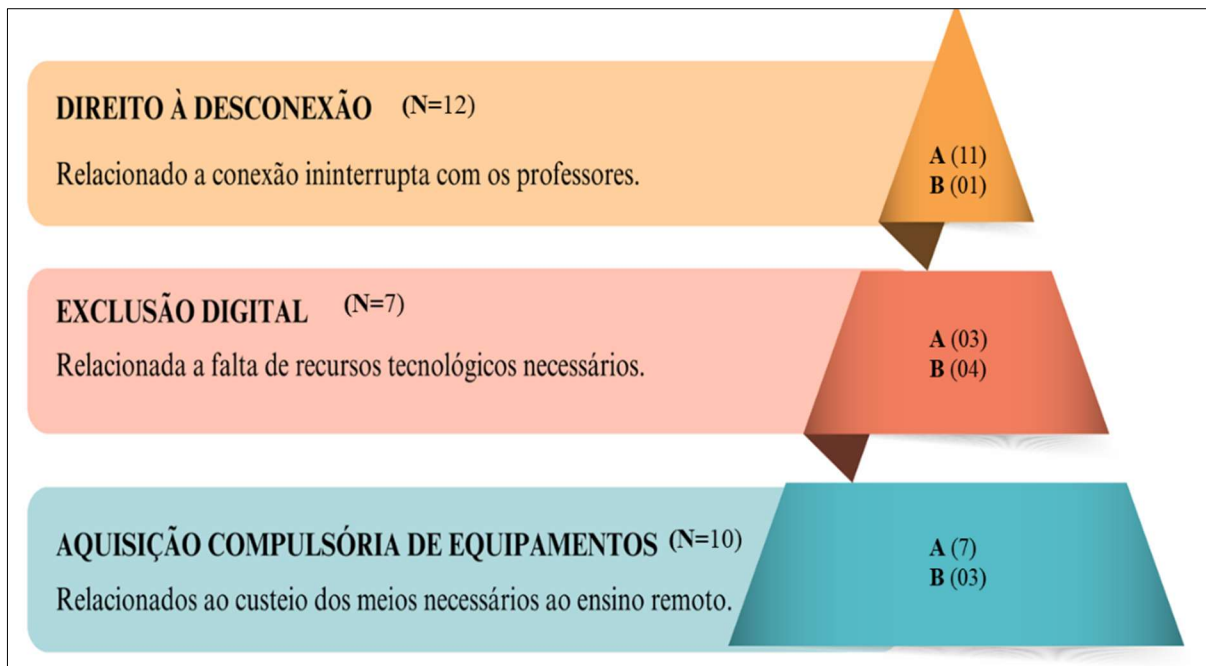 DIREITO À DESCONEXÃO (N=12)
Relacionado a conexão ininterrupta com os professores.
A (11)
B (01)
EXCLUSÃO DIGITAL (N=7)
Relacionada a falta de recursos tecnológicos necessários.
A (03)
B (04)
AQUISIÇÃO COMPULSÓRIA DE EQUIPAMENTOS (N=10)
Relacionados ao custeio dos meios necessários ao ensino remoto.
A (7)
B (03)